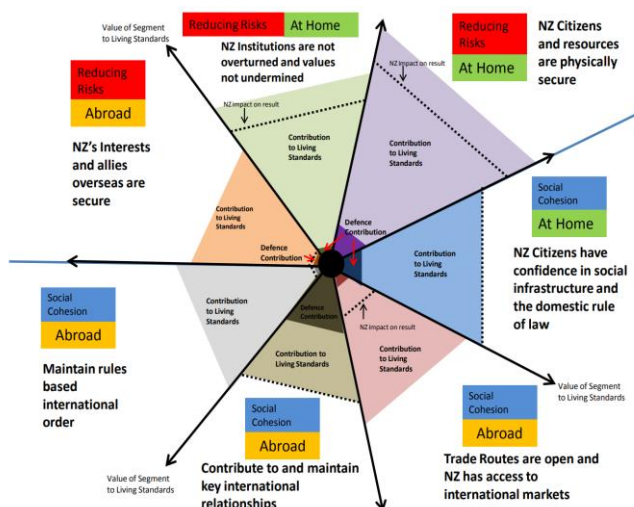 Value of Segment
to Living Standards
Reducing Risks
At Home
NZ Institutions are not
overturned and values
not undermined
Reducing
Risks
At Home
NZ Citizens
and resources
are physically
secure
NZ impact on result
NZ impact on result
Reducing
Risks
Abroad
NZ's Interests
and allies
overseas are
secure
Contribution to Living
Standards
Contribution to Living
Standards
Contribution
to Living
Standards
Defence
Contribution
Defence
Contribution
Contribution
to Living
Standards
Social
Cohesion
At Home
NZ Citizens have
confidence in social
infrastructure and
the domestic rule
of law
Social
Cohesion
Abroad
Maintain rules
based
international
order
Contribution
to Living
Standards
Defence
Contribution
Contribution to
Living Standards
NZ impact on result
Contribution
to Living
Standards
Value of Segment
to Living Standards
Value of Segment
to Living Standards
Social
Cohesion
Abroad
Contribute to and maintain
key international
relationships
Social
Cohesion
Abroad
Trade Routes are open and
NZ has access to
international markets